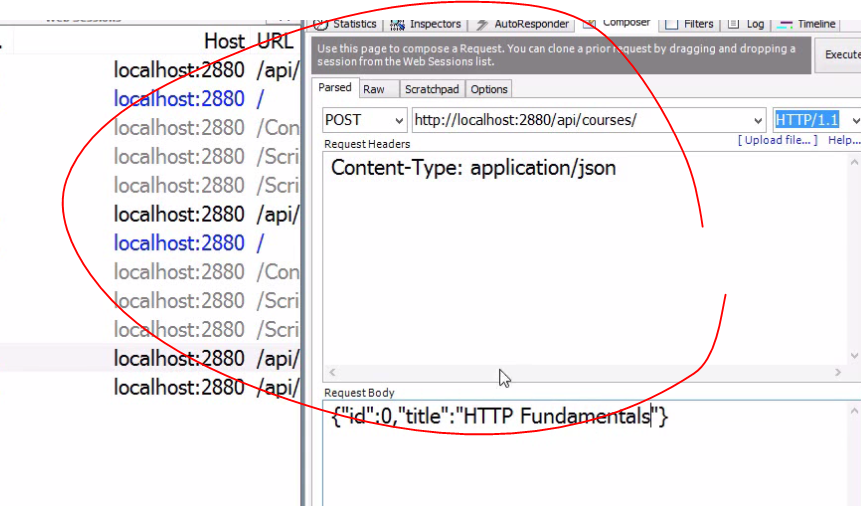 Web Sessions
Statistics Inspectors AutoResponder Composer Filters Log Timeline
Host URL
localhost:2880 /api/
localhost:2880 /
localhost:2880 /Con
localhost:2880 /Scri
localhost:2880 /Scri
localhost:2880 /api/
localhost:2880 /
localhost:2880 /Con
localhost:2880 /Scri
localhost:2880 /Scri
localhost:2880 /api/
localhost:2880 /api/
Use this page to compose a Request. You can clone a prior request by dragging and dropping a
session from the Web Sessions list.
Execute
Parsed Raw Scratchpad Options
POST http://localhost:2880/api/courses/ HTTP/1.1
Request Headers [ Upload file... ] Help...
Content-Type: application/json
Request Body
{"id":0,"title":"HTTP Fundamentals"}